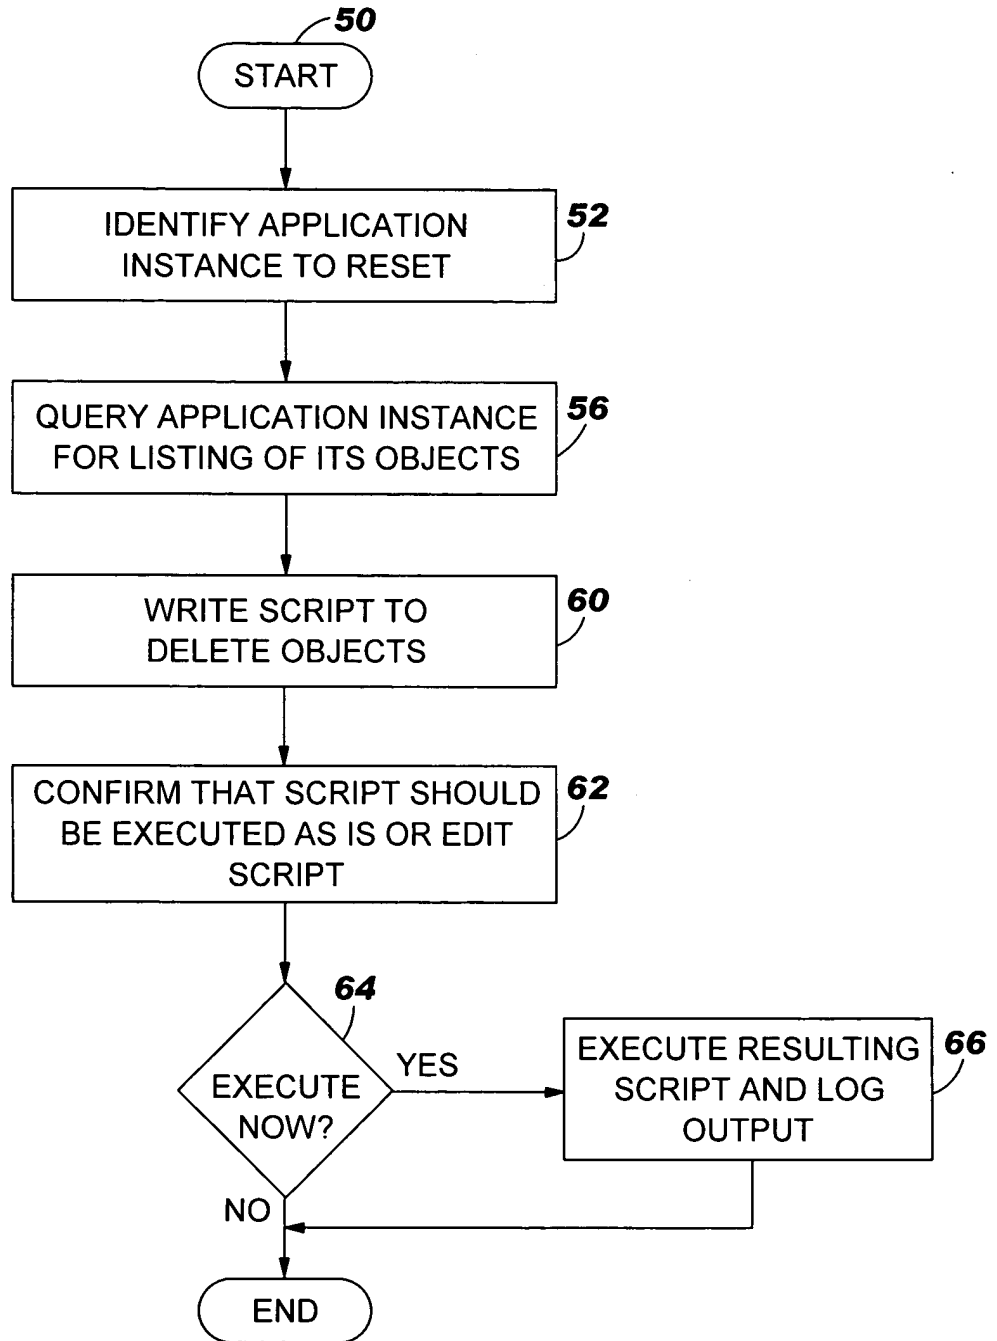 50
START
IDENTIFY APPLICATION
INSTANCE TO RESET
52
QUERY APPLICATION INSTANCE
FOR LISTING OF ITS OBJECTS
56
WRITE SCRIPT TO
DELETE OBJECTS
60
CONFIRM THAT SCRIPT SHOULD
BE EXECUTED AS IS OR EDIT
SCRIPT
62
64
EXECUTE
NOW?
YES
EXECUTE RESULTING
SCRIPT AND LOG
OUTPUT
66
NO
END